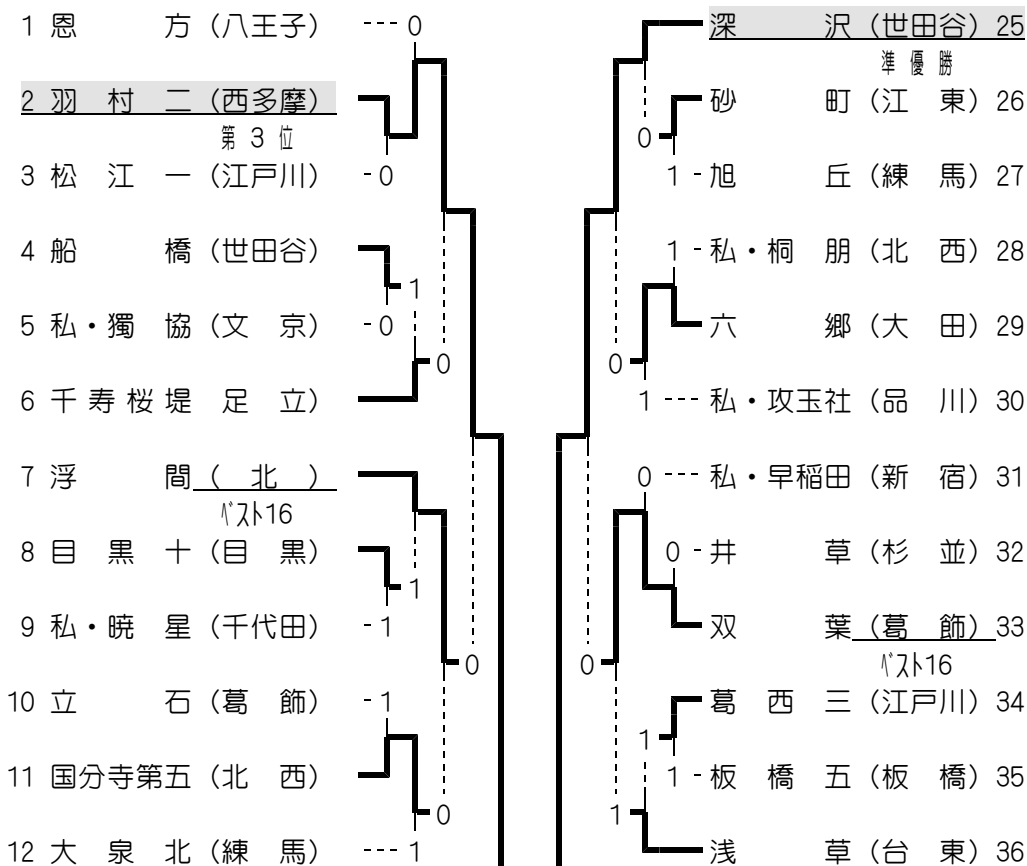 1 恩 方 (八王子) 0
2 羽 村 二 (西多摩)
第 3 位
3 松 江 一 (江戸川) 0
4 船 橋 (世田谷)
1
5 私・獨 協 (文 京) 0
0
6 千 寿 桜 堤 足 立)
7 浮 間 ( 北 )
ベスト16
8 目 黒 十 (目 黒)
1
9 私・暁 星 (千代田) 1
0
10 立 石 (葛 飾) 1
11 国分寺第五 (北 西)
0
12 大 泉 北 (練 馬) 1
深 沢 (世田谷) 25
準 優 勝
砂 町 (江 東) 26
0
1 旭 丘 (練 馬) 27
1 私・桐 朋 (北 西) 28
六 郷 (大 田) 29
0
1 私・攻玉社 (品 川) 30
0 私・早稲田 (新 宿) 31
0 井 草 (杉 並) 32
双 葉 (葛 飾) 33
0
ベスト16
葛 西 三 (江戸川) 34
1
1 板 橋 五 (板 橋) 35
1
浅 草 (台 東) 36